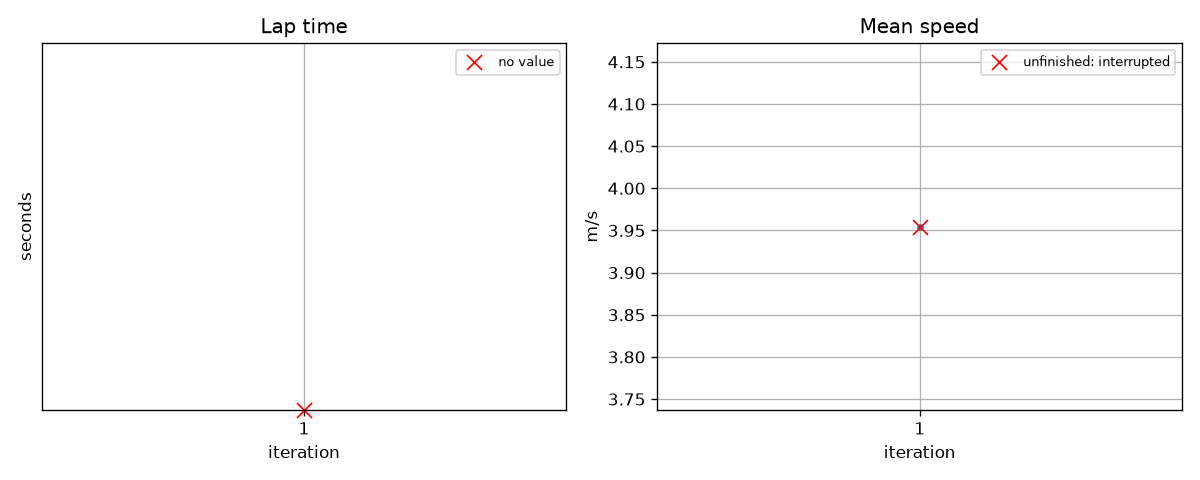 Lap time
no value
seconds
1
iteration
Mean speed
unfinished: interrupted
4.15
4.10
4.05
4.00
3.95
3.90
3.85
3.80
3.75
m/s
1
iteration